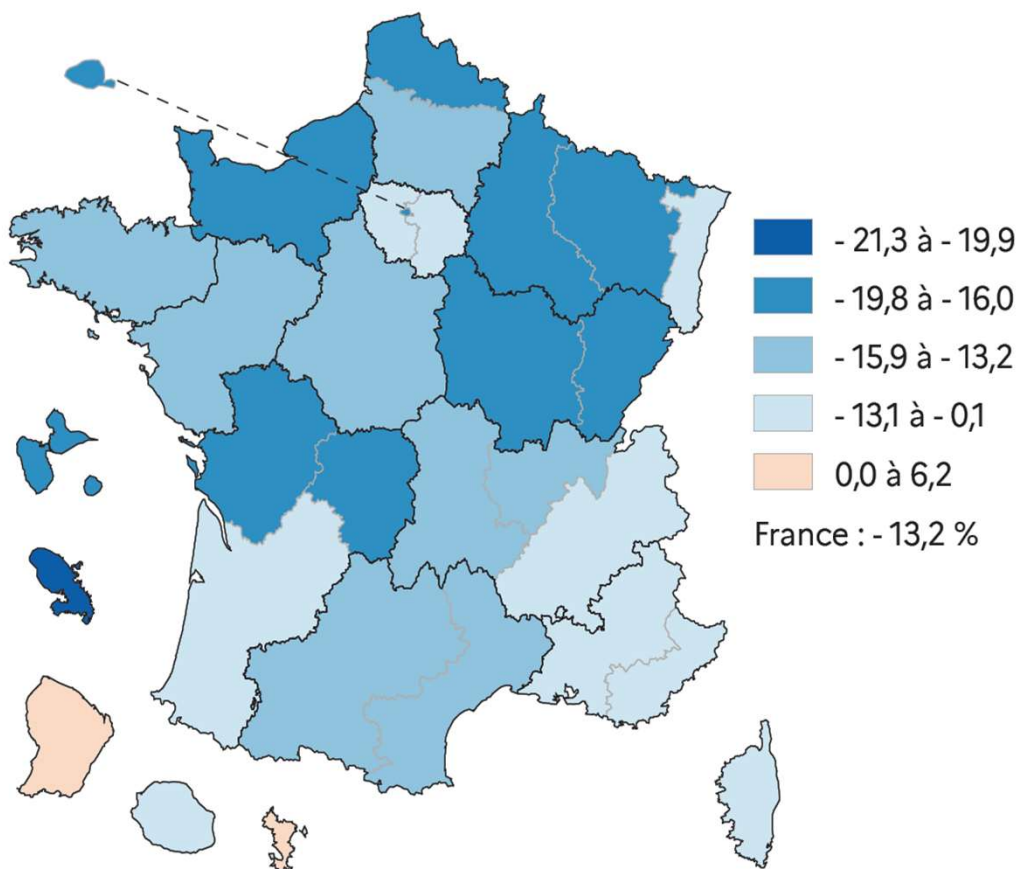 - 21,3 à - 19,9
- 19,8 à - 16,0
- 15,9 à - 13,2
- 13,1 à - 0,1
0,0 à 6,2
France : - 13,2 %